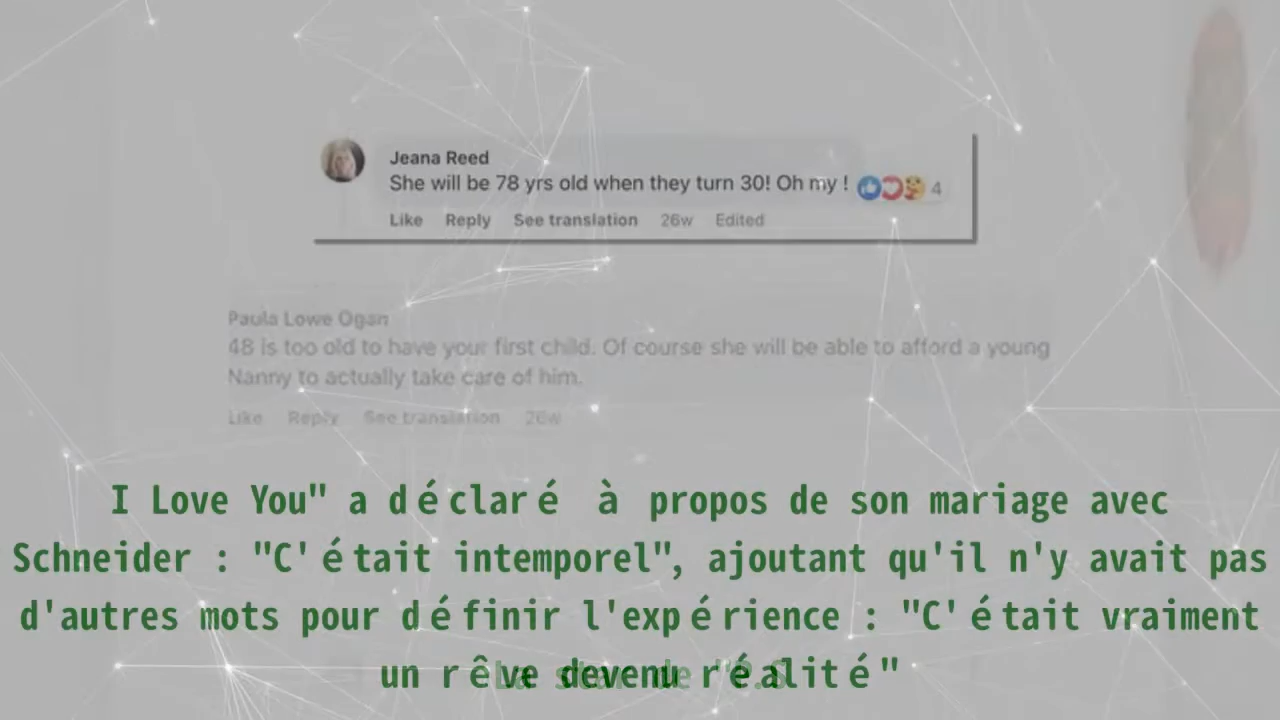 Jeana Reed
She will be 78 yrs old when they turn 30! Oh my ! 4
Like Reply See translation 26w Edited
Paula Lowe Ogan
48 is too old to have your first child. Of course she will be able to afford a young
Nanny to actually take care of him.
Like Reply See translation 26w
I Love You" a déclaré à propos de son mariage avec
Schneider : "C'était intemporel", ajoutant qu'il n'y avait pas
d'autres mots pour définir l'expérience : "C'était vraiment
un rêve devenu réalité"